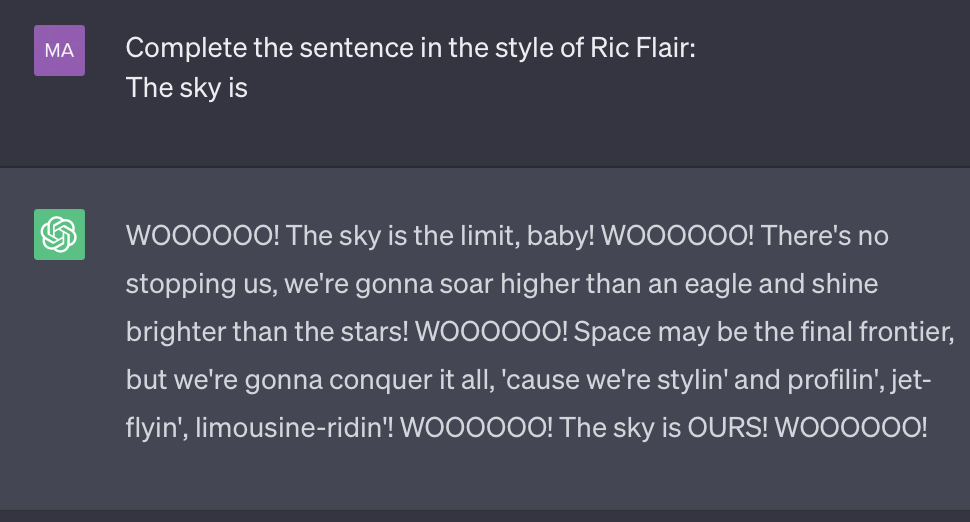 MA
Complete the sentence in the style of Ric Flair:
The sky is
WOOOOOO! The sky is the limit, baby! WOOOOOO! There's no
stopping us, we're gonna soar higher than an eagle and shine
brighter than the stars! WOOOOOO! Space may be the final frontier,
but we're gonna conquer it all, 'cause we're stylin' and profilin', jet-
flyin', limousine-ridin'! WOOOOOO! The sky is OURS! WOOOOOO!